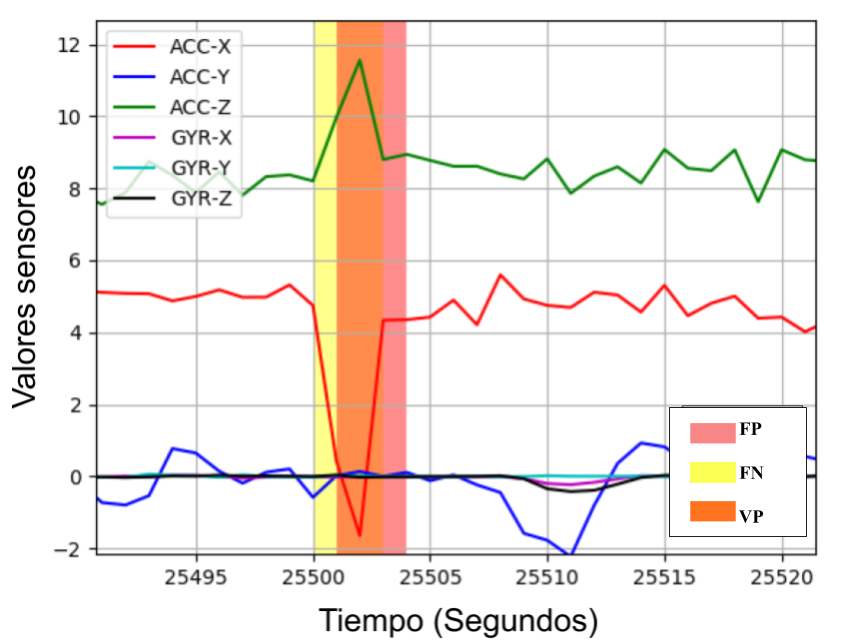 12
10
8
6
4
2
0
−2
Valores sensores
ACC-X
ACC-Y
ACC-Z
GYR-X
GYR-Y
GYR-Z
FP
FN
VP
25495 25500 25505 25510 25515 25520
Tiempo (Segundos)